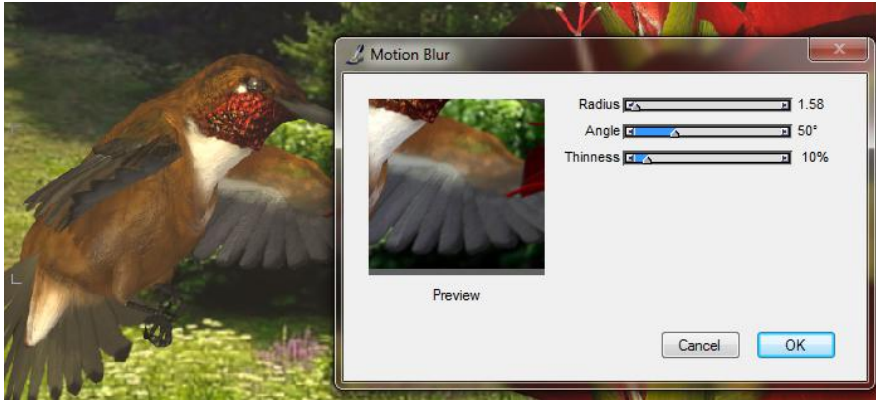 Motion Blur
Radius 1.58
Angle 50°
Thinness 10%
Preview
Cancel OK